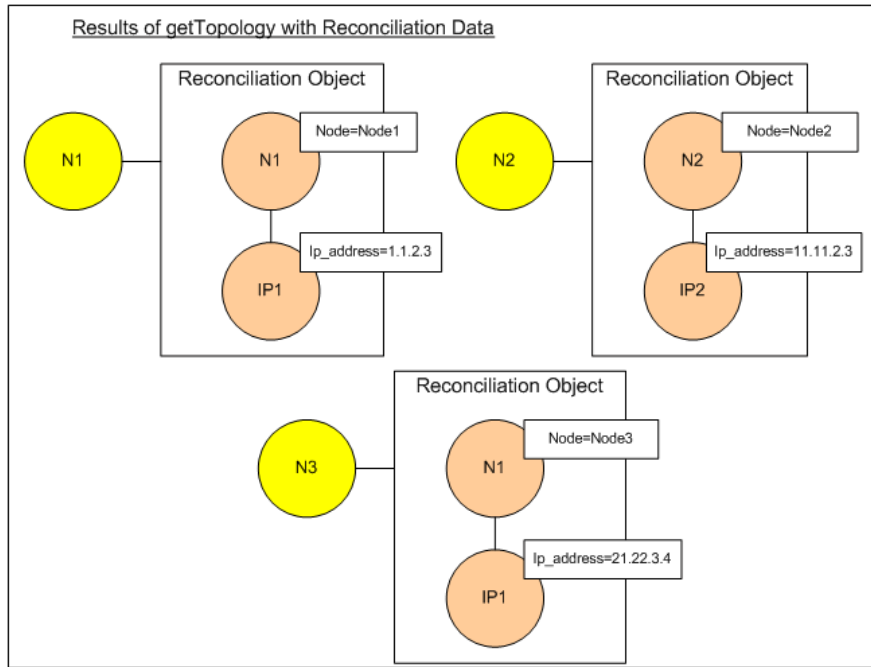 Results of getTopology with Reconciliation Data
Reconciliation Object
N1
N1
Node=Node1
Ip_address=1.1.2.3
IP1
Reconciliation Object
N2
N2
Node=Node2
Ip_address=11.11.2.3
IP2
Reconciliation Object
N3
N1
Node=Node3
Ip_address=21.22.3.4
IP1